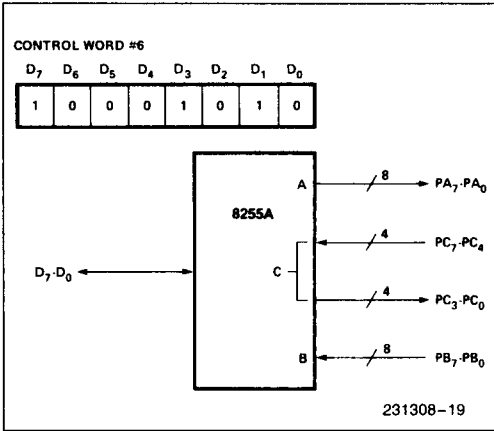 CONTROL WORD #6
D7 D6 D5 D4 D3 D2 D1 D0
1 0 0 0 1 0 1 0
A 8 PA7-PA0
8255A
4 PC7-PC4
D7-D0 C
4 PC3-PC0
B 8 PB7-PB0
231308-19